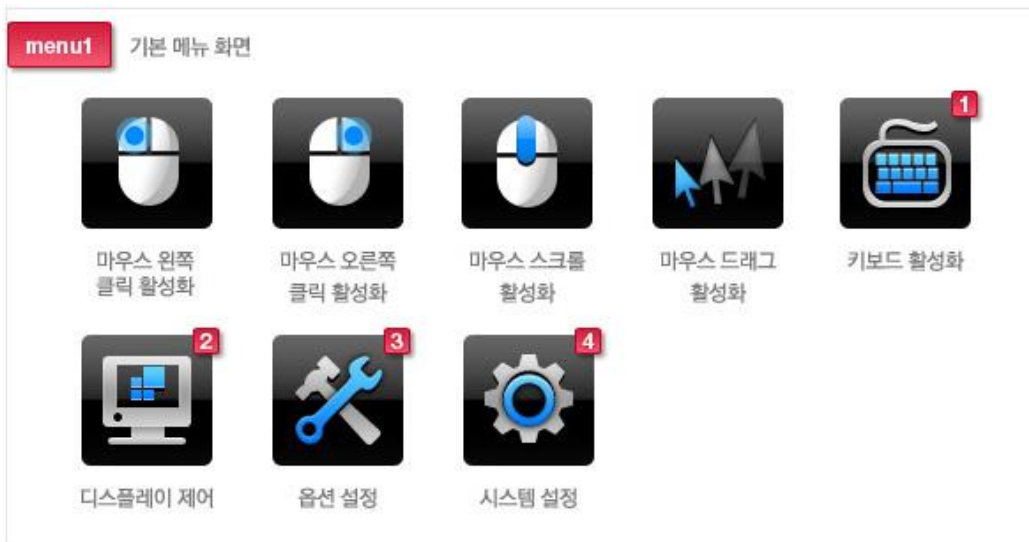 menu1 기본 메뉴 화면
1
마우스 왼쪽
클릭 활성화
마우스 오른쪽
클릭 활성화
마우스 스크롤
활성화
마우스 드래그
활성화
키보드 활성화
2
3
4
디스플레이 제어
옵션 설정
시스템 설정